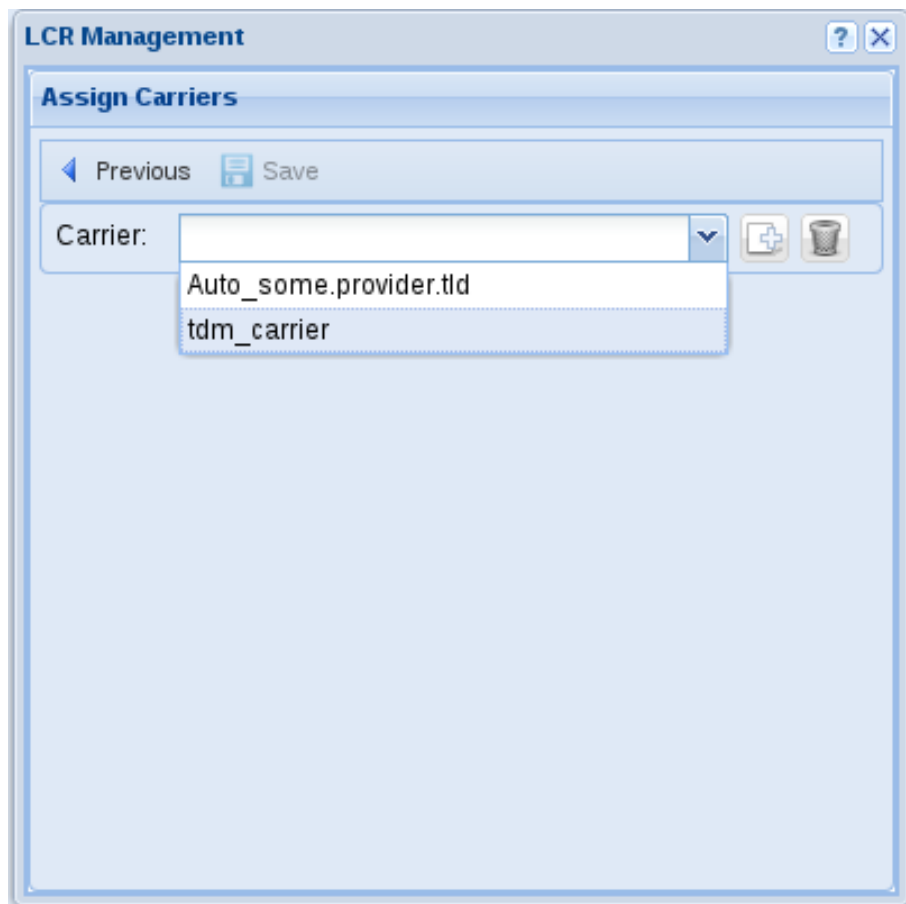 LCR Management ?
Assign Carriers
Previous Save
Carrier:
Auto_some.provider.tld
tdm_carrier